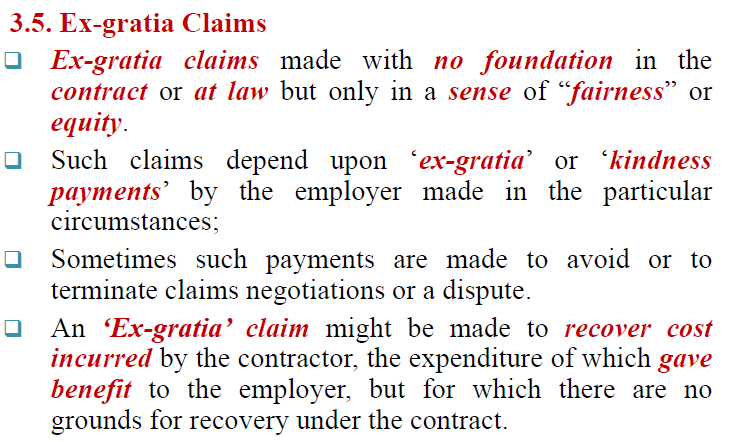 3.5. Ex-gratia Claims
❑ Ex-gratia claims made with no foundation in the
contract or at law but only in a sense of “fairness” or
equity.
❑ Such claims depend upon ‘ex-gratia’ or ‘kindness
payments’ by the employer made in the particular
circumstances;
❑ Sometimes such payments are made to avoid or to
terminate claims negotiations or a dispute.
❑ An ‘Ex-gratia’ claim might be made to recover cost
incurred by the contractor, the expenditure of which gave
benefit to the employer, but for which there are no
grounds for recovery under the contract.